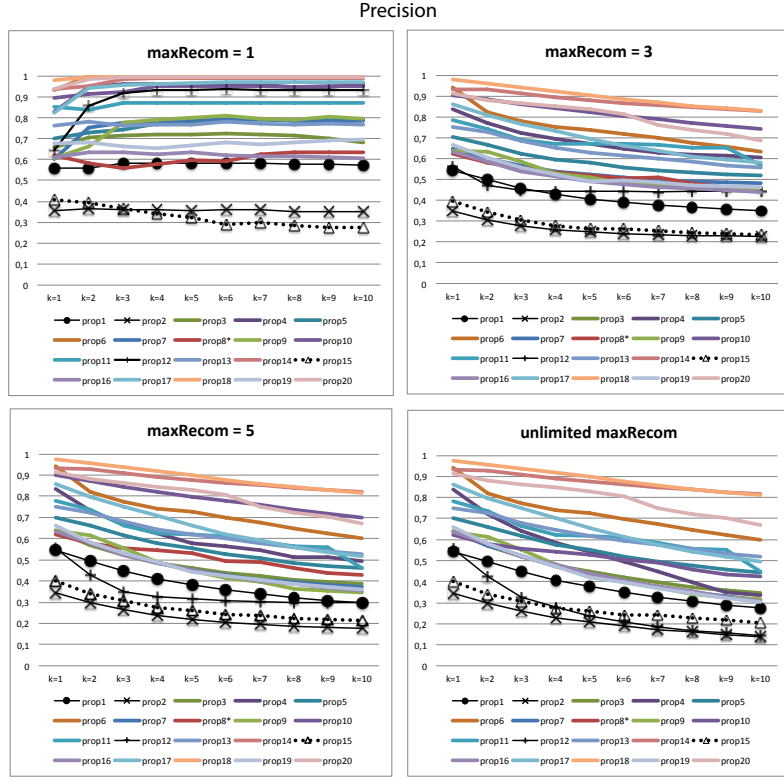 Precision
maxRecom = 1
1
0,9
0,8
0,7
0,6
0,5
0,4
0,3
0,2
0,1
0
k=1 k=2 k=3 k=4 k=5 k=6 k=7 k=8 k=9 k=10
prop1 prop2 prop3 prop4 prop5
prop6 prop7 prop8* prop9 prop10
prop11 prop12 prop13 prop14 prop15
prop16 prop17 prop18 prop19 prop20
maxRecom = 3
1
0,9
0,8
0,7
0,6
0,5
0,4
0,3
0,2
0,1
0
k=1 k=2 k=3 k=4 k=5 k=6 k=7 k=8 k=9 k=10
prop1 prop2 prop3 prop4 prop5
prop6 prop7 prop8* prop9 prop10
prop11 prop12 prop13 prop14 prop15
prop16 prop17 prop18 prop19 prop20
maxRecom = 5
1
0,9
0,8
0,7
0,6
0,5
0,4
0,3
0,2
0,1
0
k=1 k=2 k=3 k=4 k=5 k=6 k=7 k=8 k=9 k=10
prop1 prop2 prop3 prop4 prop5
prop6 prop7 prop8* prop9 prop10
prop11 prop12 prop13 prop14 prop15
prop16 prop17 prop18 prop19 prop20
unlimited maxRecom
1
0,9
0,8
0,7
0,6
0,5
0,4
0,3
0,2
0,1
0
k=1 k=2 k=3 k=4 k=5 k=6 k=7 k=8 k=9 k=10
prop1 prop2 prop3 prop4 prop5
prop6 prop7 prop8* prop9 prop10
prop11 prop12 prop13 prop14 prop15
prop16 prop17 prop18 prop19 prop20